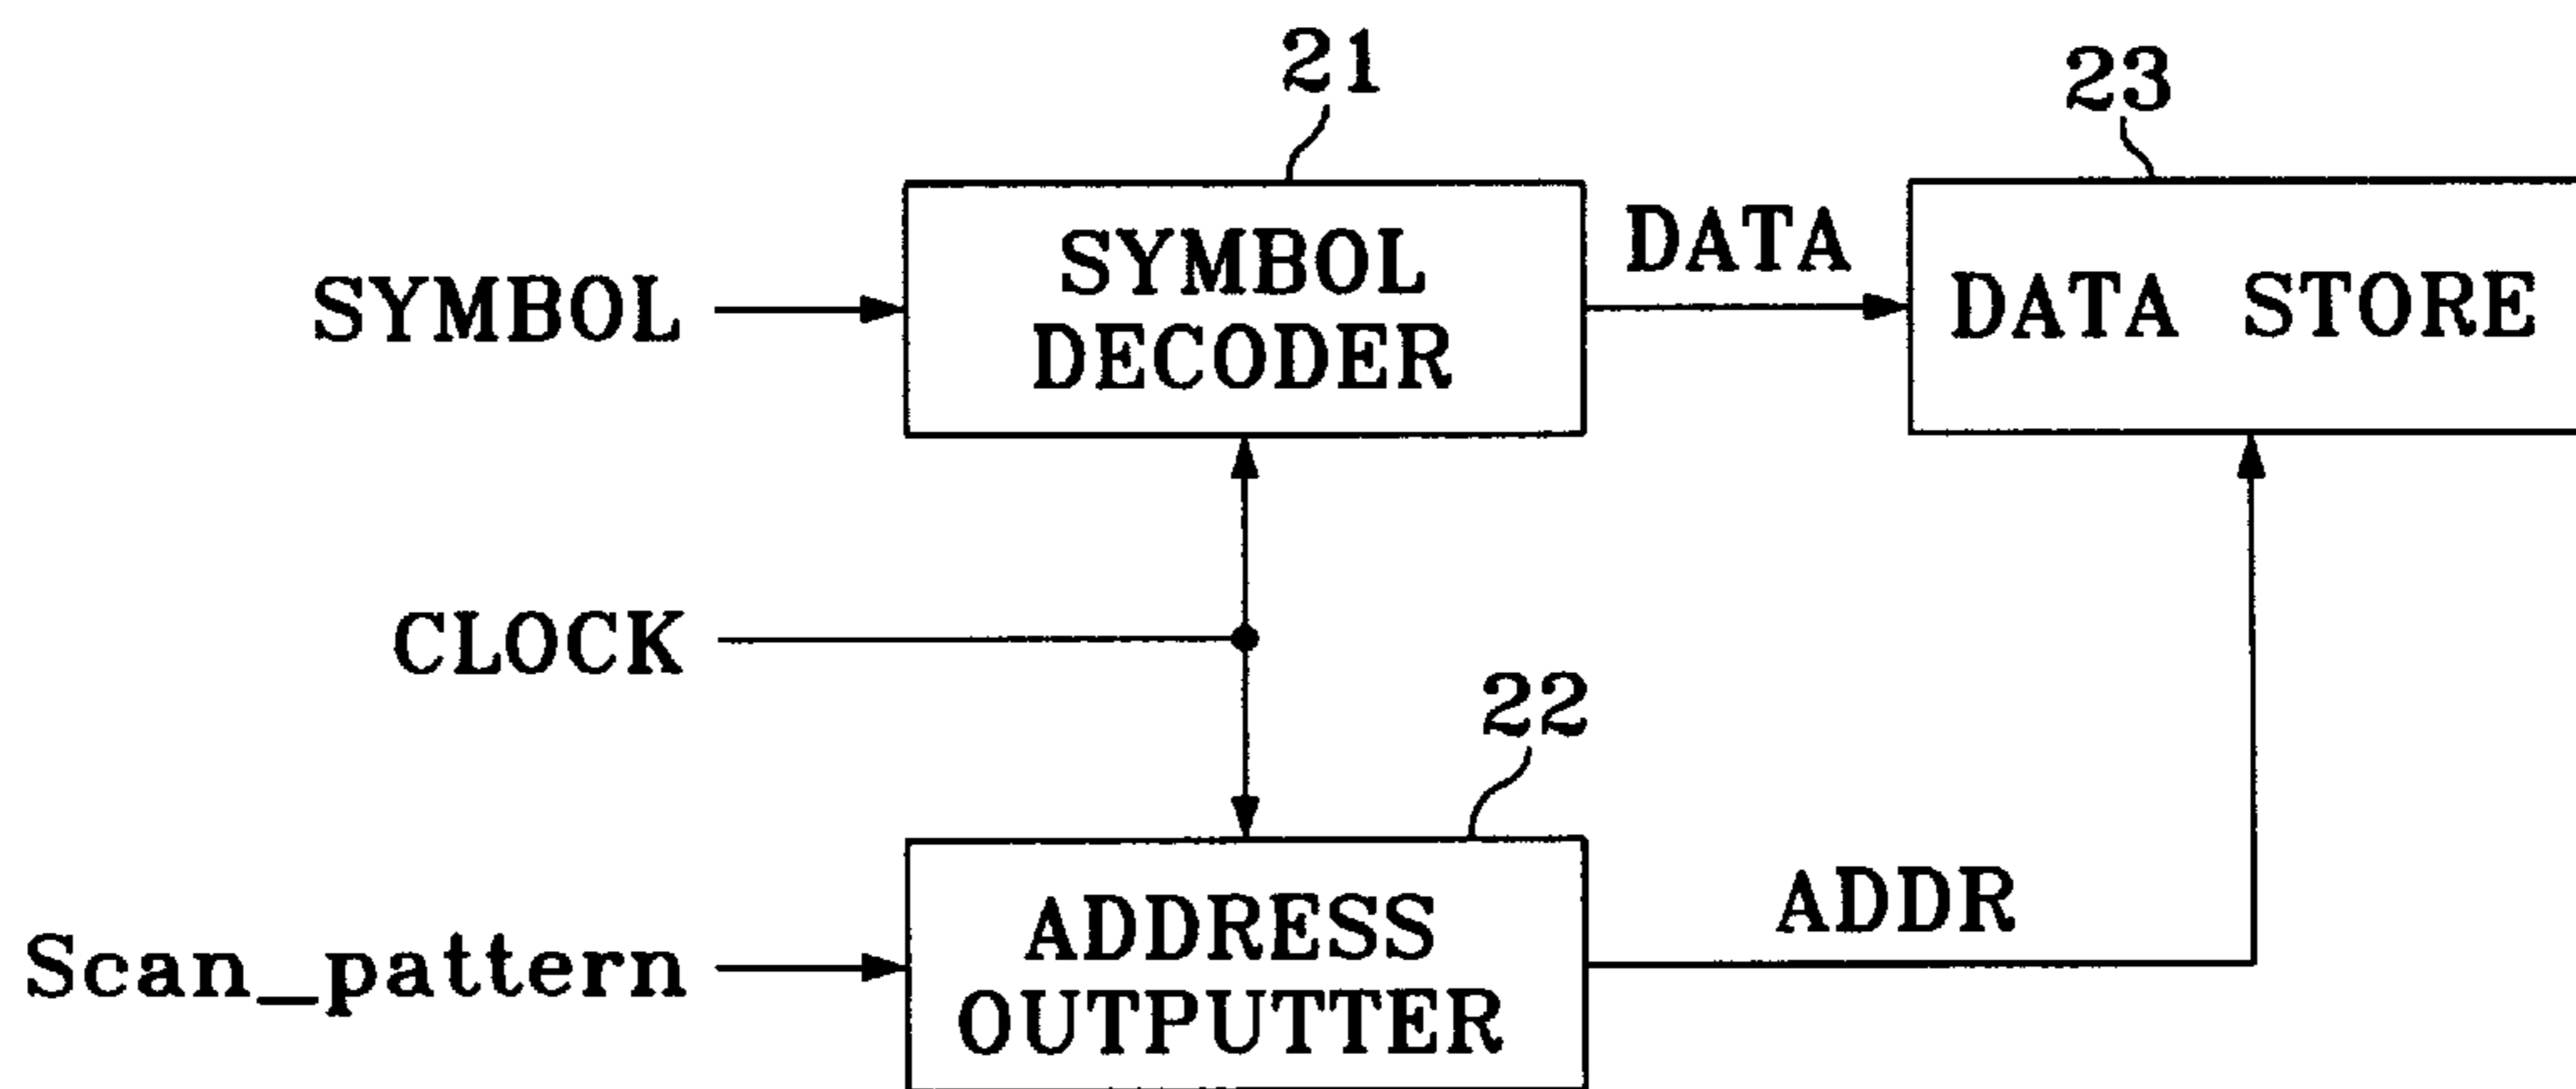 21
23
SYMBOL
SYMBOL
DECODER
DATA
DATA STORE
CLOCK
22
Scan_pattern
ADDRESS
OUTPUTTER
ADDR